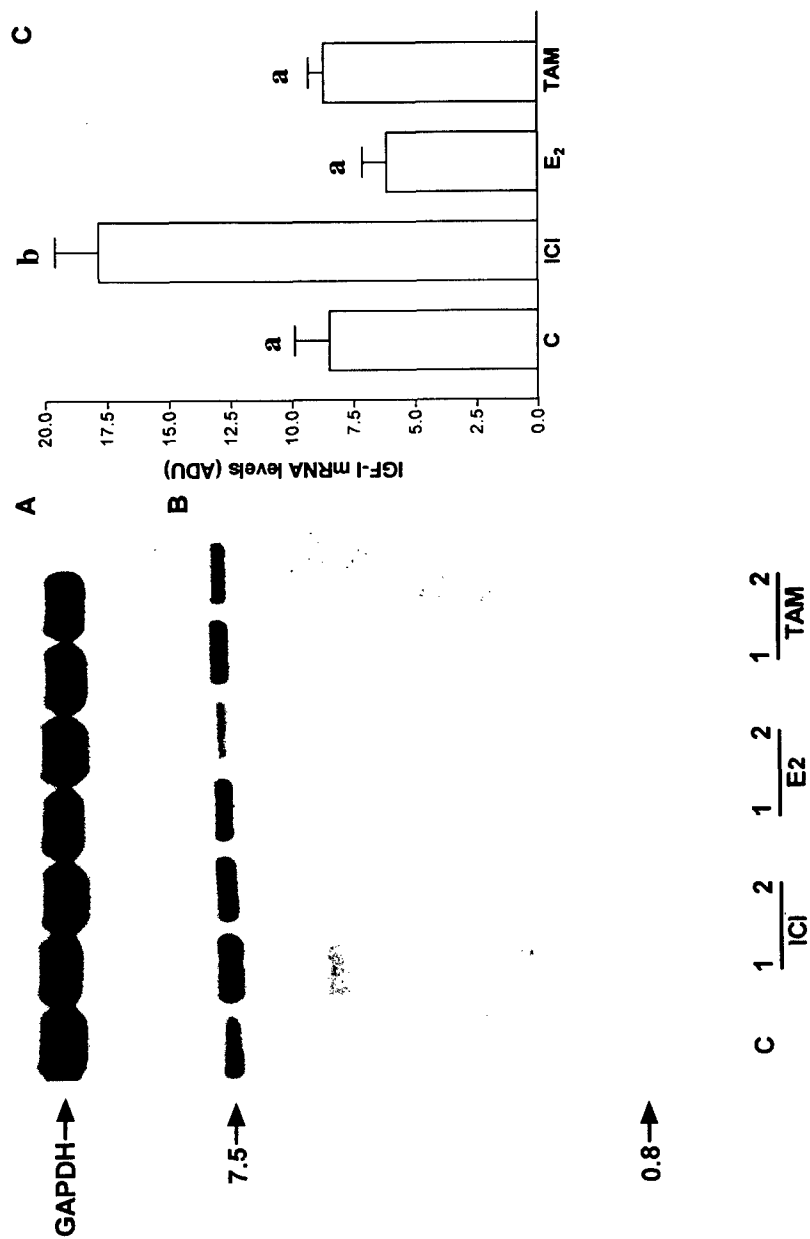 A
GAPDH
B
7.5
0.8
C 1 2 1 2 1 2
ICI E2 TAM
C
IGF-I mRNA levels (ADU)
20.0
17.5
15.0
12.5
10.0
7.5
5.0
2.5
0.0
a b a a
C ICI E₂ TAM